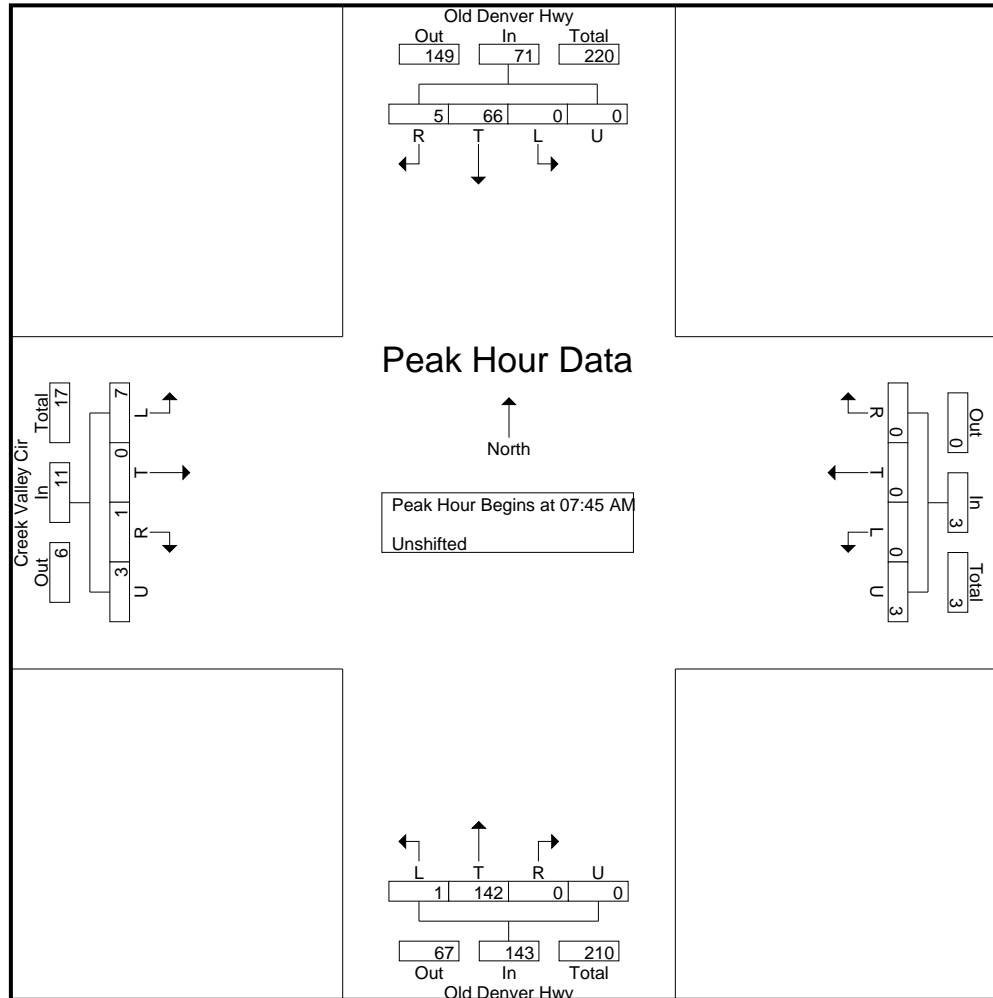 Old Denver Hwy
Out In Total
149 71 220
5 66 0 0
R T L U
Peak Hour Data
North
Peak Hour Begins at 07:45 AM
Unshifted
Creek Valley Cir
Total In Out
17 11 6
7 0 1 3
L T R U
R T L U
0 0 0 3
Out In Total
0 3 3
L T R U
1 142 0 0
67 143 210
Out In Total
Old Denver Hwy